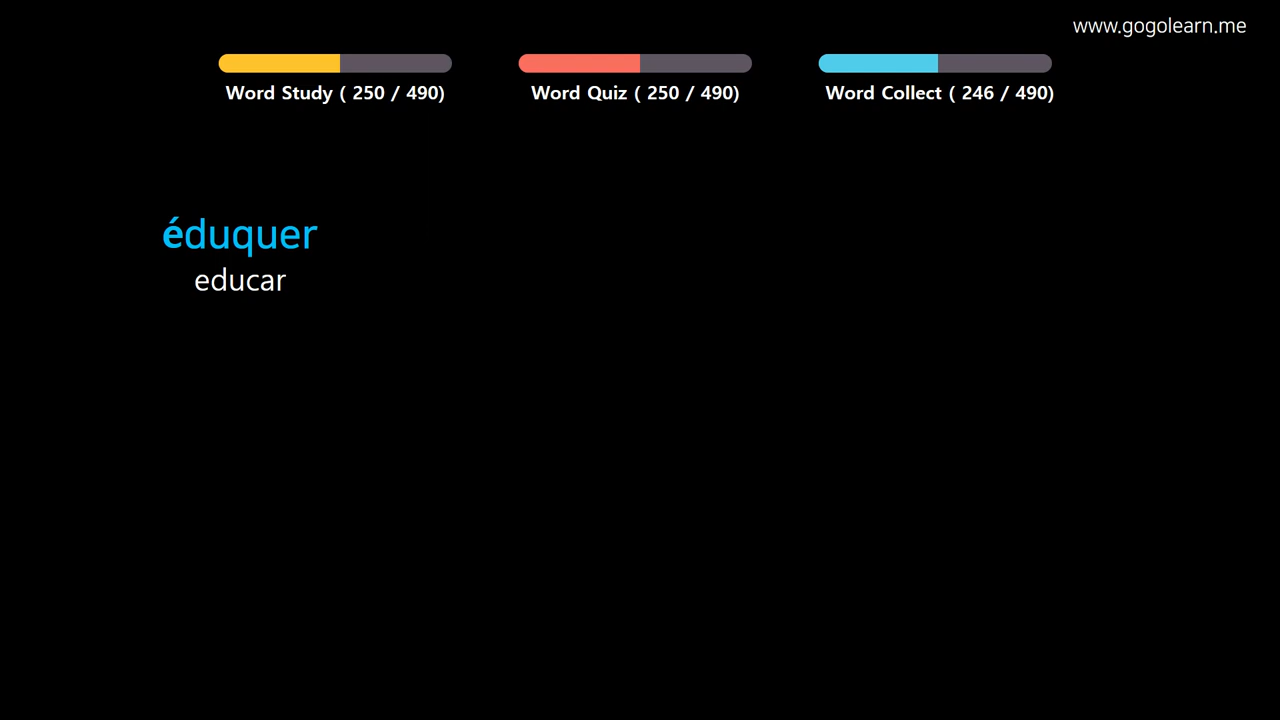 www.gogolearn.me
Word Study ( 250 / 490)
Word Quiz ( 250 / 490)
Word Collect ( 246 / 490)
éduquer
educar